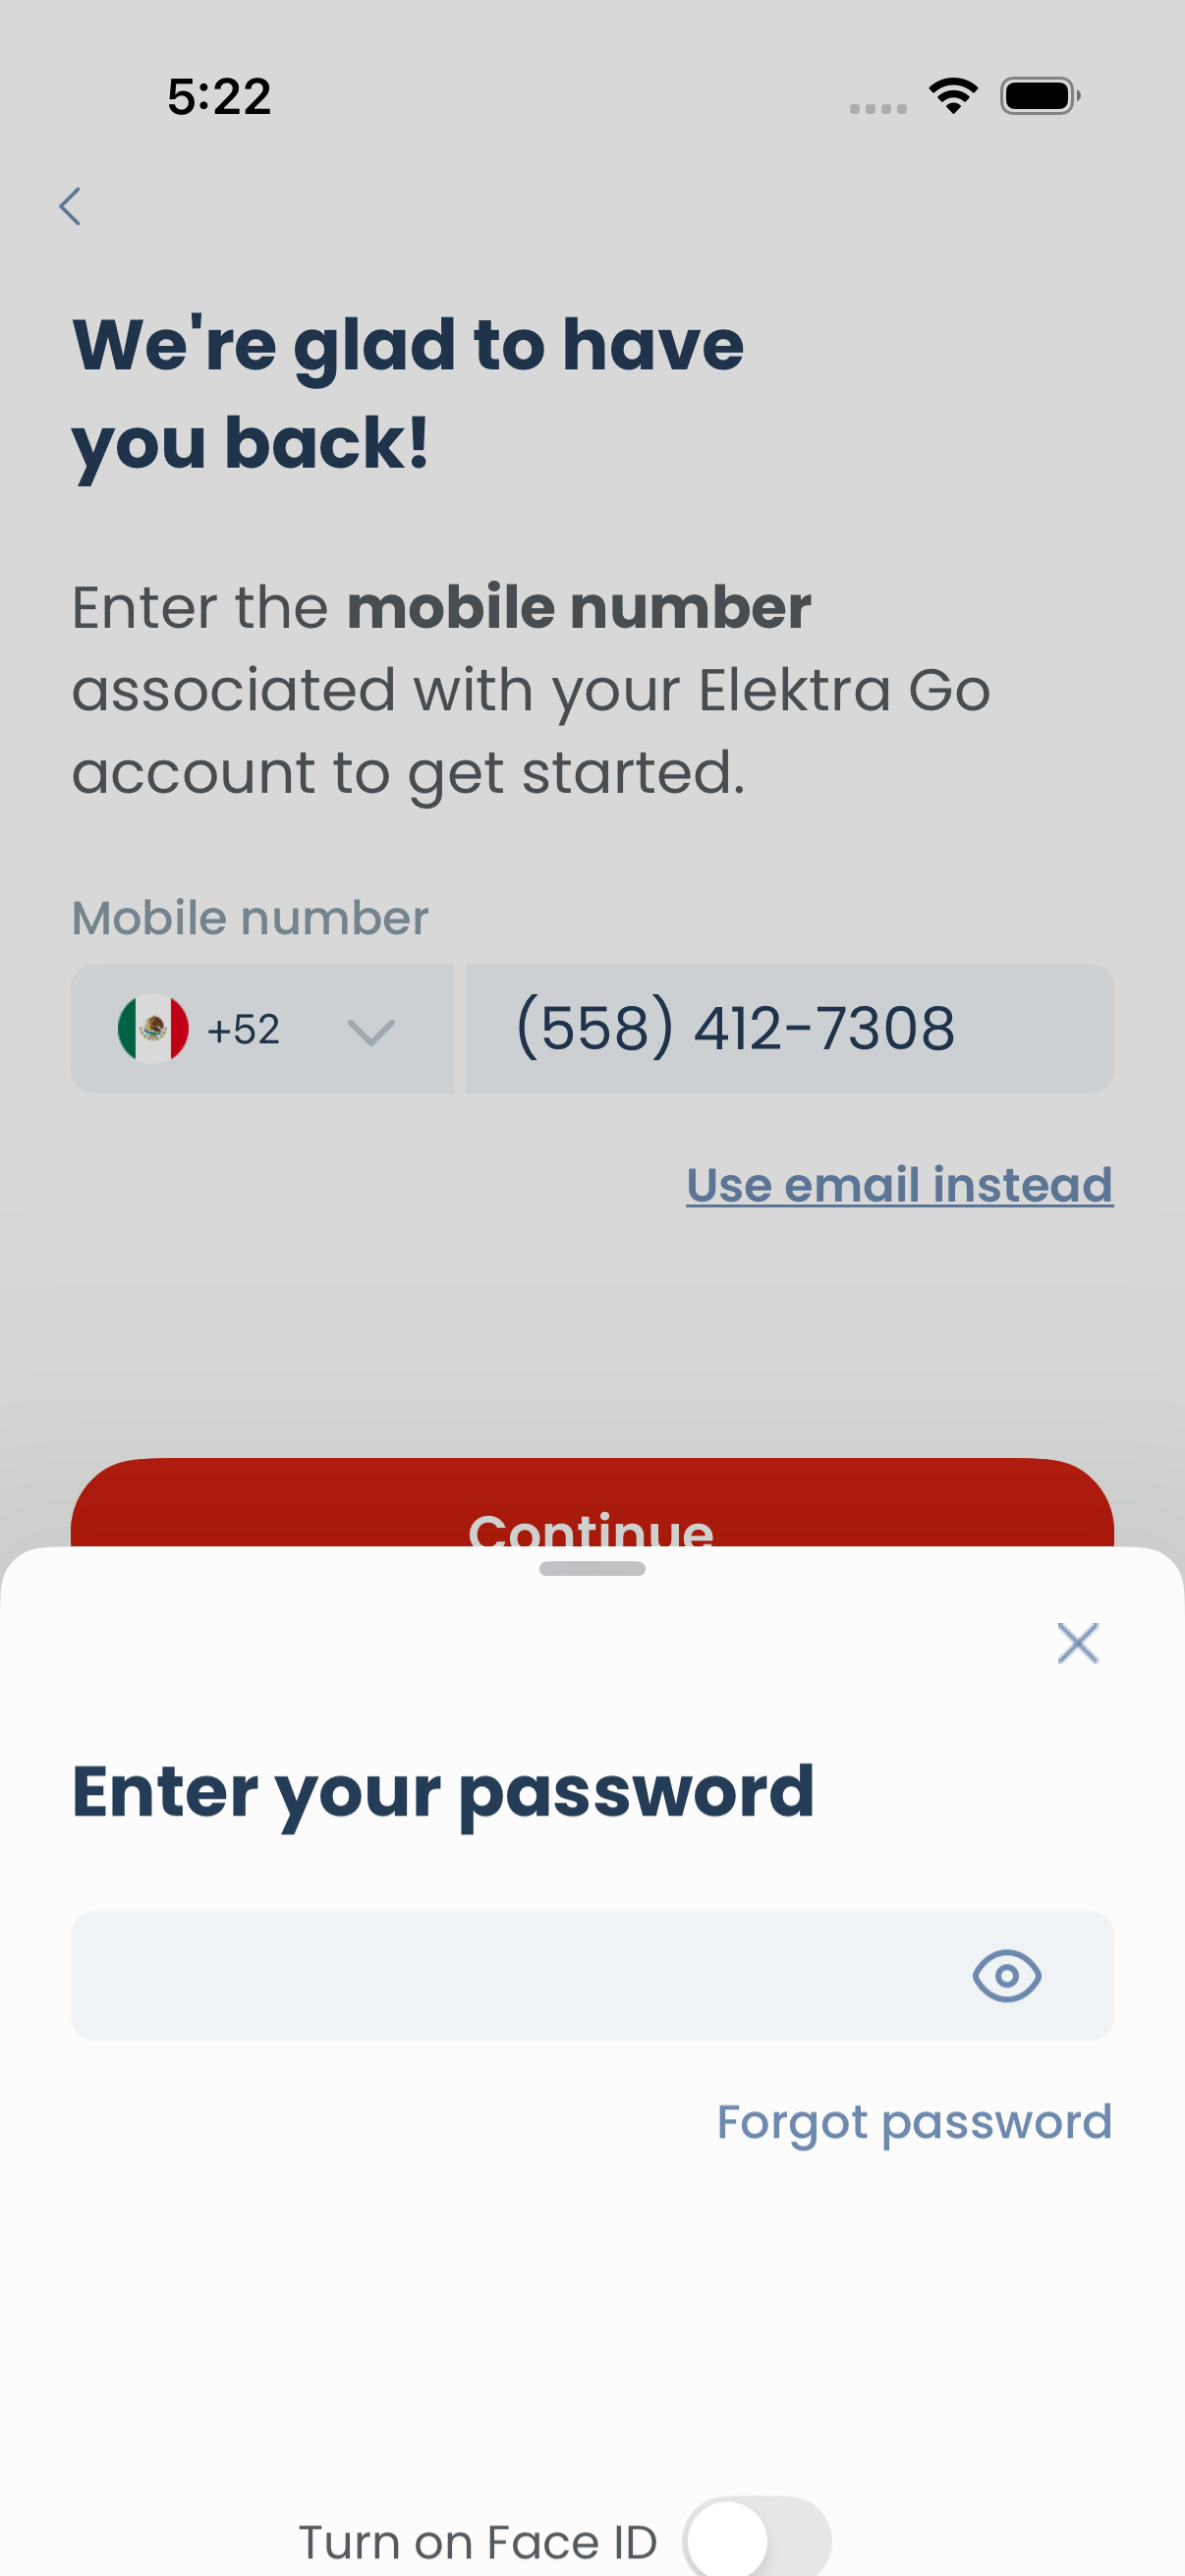 5:22
We're glad to have
you back!
Enter the mobile number
associated with your Elektra Go
account to get started.
Mobile number
+52
(558) 412-7308
Use email instead
Continue
Enter your password
Forgot password
Turn on Face ID